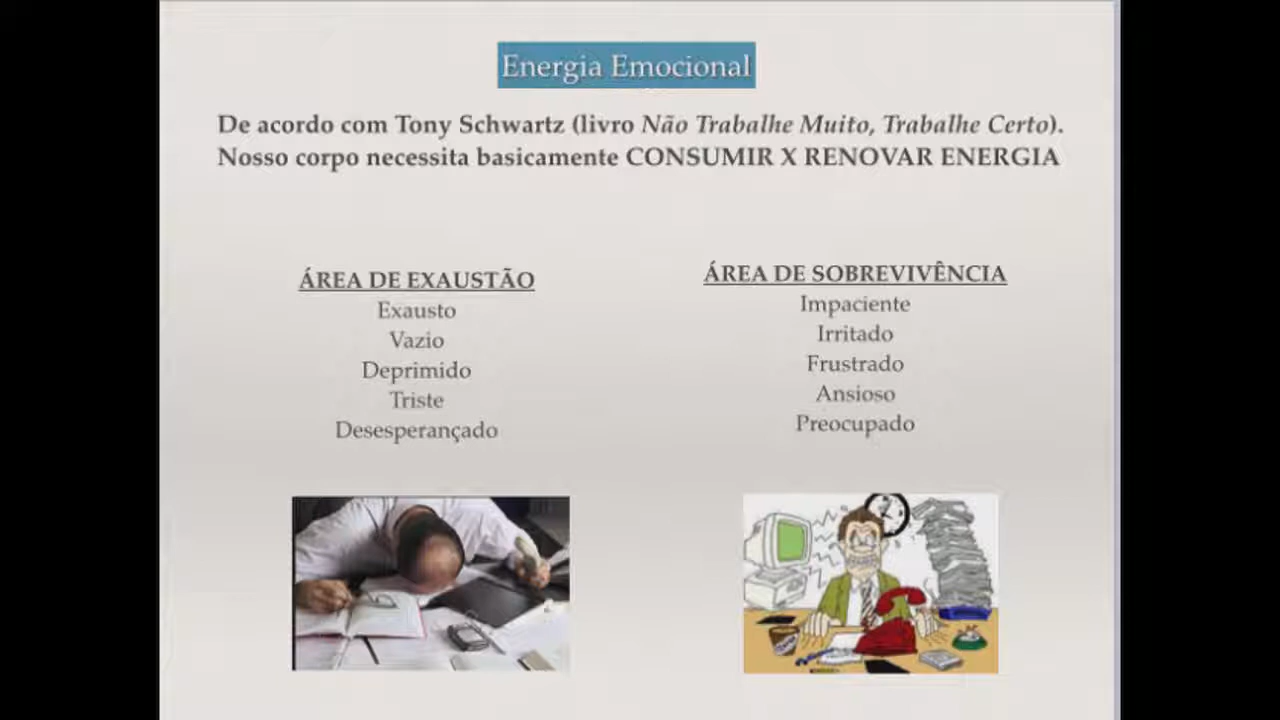 Energia Emocional
De acordo com Tony Schwartz (livro Não Trabalhe Muito, Trabalhe Certo).
Nosso corpo necessita basicamente CONSUMIR X RENOVAR ENERGIA
ÁREA DE EXAUSTÃO
Exausto
Vazio
Deprimido
Triste
Desesperançado
ÁREA DE SOBREVIVÊNCIA
Impaciente
Irritado
Frustrado
Ansioso
Preocupado